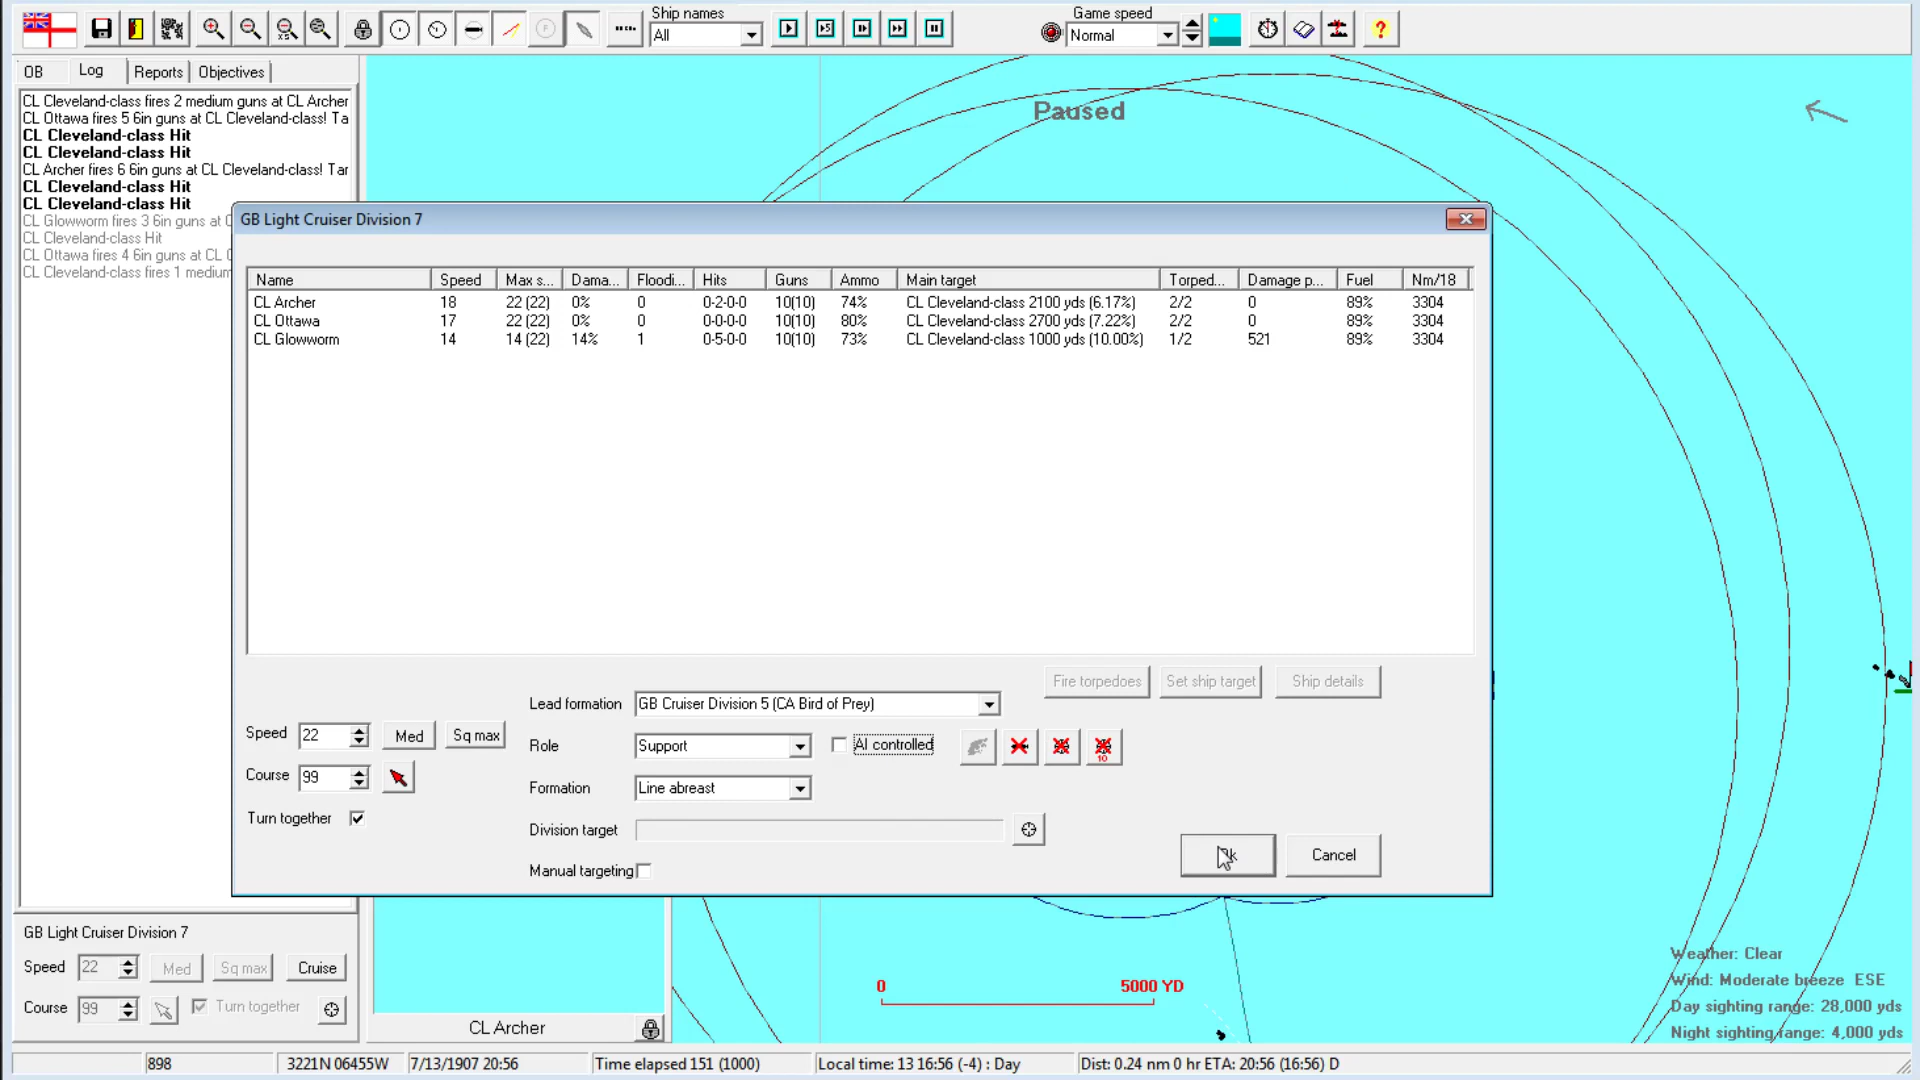 Ship names
All
Game speed
Normal
?
OB
Log
Reports
Objectives
CL Cleveland-class fires 2 medium guns at CL Archer
CL Ottawa fires 5 6in guns at CL Cleveland-class! Ta
CL Cleveland-class Hit
CL Cleveland-class Hit
CL Archer fires 6 6in guns at CL Cleveland-class! Tar
CL Cleveland-class Hit
CL Cleveland-class Hit
CL Glowworm fires 3 6in guns at C
CL Cleveland-class Hit
CL Ottawa fires 4 6in guns at CL C
CL Cleveland-class fires 1 medium
Paused
GB Light Cruiser Division 7
Name Speed Max s... Dama... Floodi... Hits Guns Ammo Main target Torped... Damage p... Fuel Nm/18
CL Archer 18 22 (22) 0% 0 0-2-0-0 10(10) 74% CL Cleveland-class 2100 yds (6.17%) 2/2 0 89% 3304
CL Ottawa 17 22 (22) 0% 0 0-0-0-0 10(10) 80% CL Cleveland-class 2700 yds (7.22%) 2/2 0 89% 3304
CL Glowworm 14 14 (22) 14% 1 0-5-0-0 10(10) 73% CL Cleveland-class 1000 yds (10.00%) 1/2 521 89% 3304
Fire torpedoes
Set ship target
Ship details
Lead formation GB Cruiser Division 5 (CA Bird of Prey)
Speed 22 Med Sq max
Role Support
AI controlled
10
Course 99
Formation Line abreast
Turn together
Division target
Manual targeting
Cancel
GB Light Cruiser Division 7
Speed 22 Med Sq max Cruise
Course 99 Turn together
CL Archer
0 5000 YD
Weather: Clear
Wind: Moderate breeze ESE
Day sighting range: 28,000 yds
Night sighting range: 4,000 yds
898
3221N 06455W
7/13/1907 20:56
Time elapsed 151 (1000)
Local time: 13 16:56 (-4) : Day
Dist: 0.24 nm 0 hr ETA: 20:56 (16:56) D